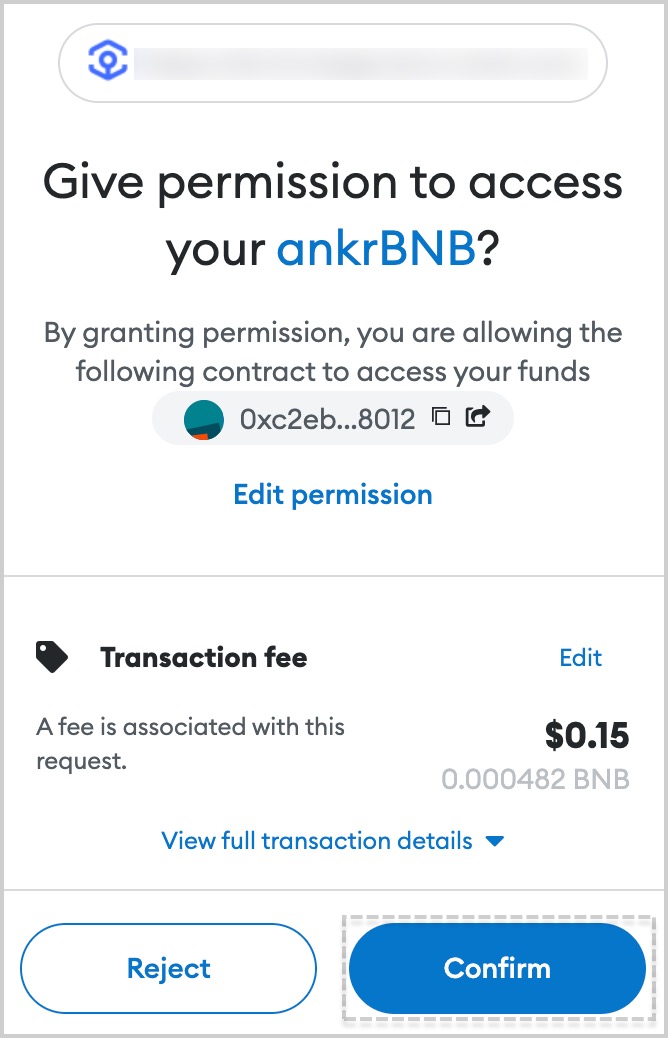 Give permission to access
your ankrBNB?
By granting permission, you are allowing the
following contract to access your funds
0xc2eb...8012
Edit permission
Transaction fee
Edit
A fee is associated with this
request.
$0.15
0.000482 BNB
View full transaction details
Reject
Confirm